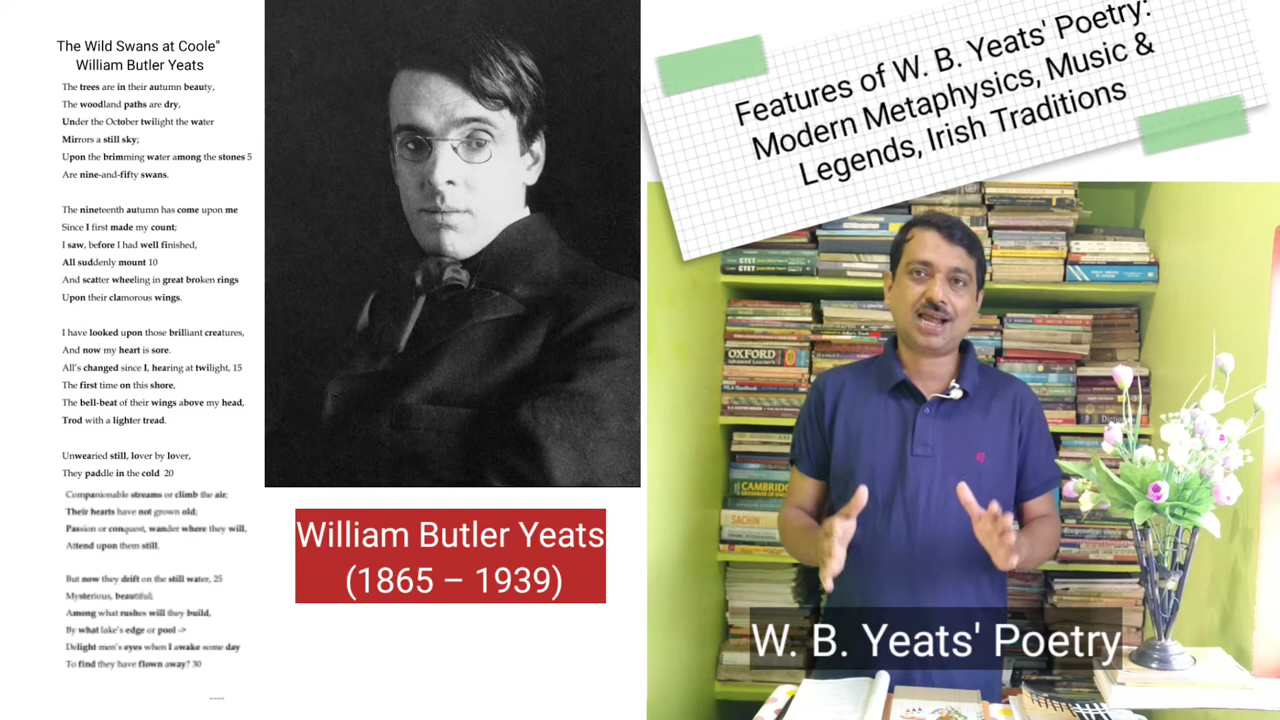 The Wild Swans at Coole"
William Butler Yeats
The trees are in their autumn beauty,
The woodland paths are dry,
Under the October twilight the water
Mirrors a still sky;
Upon the brimming water among the stones 5
Are nine-and-fifty swans.
The nineteenth autumn has come upon me
Since I first made my count;
I saw, before I had well finished,
All suddenly mount 10
And scatter wheeling in great broken rings
Upon their clamorous wings.
I have looked upon those brilliant creatures,
And now my heart is sore.
All's changed since I, hearing at twilight, 15
The first time on this shore,
The bell-beat of their wings above my head,
Trod with a lighter tread.
Unwearied still, lover by lover,
They paddle in the cold 20
Companionable streams or climb the air;
Their hearts have not grown old;
Passion or conquest, wander where they will,
Attend upon them still.
But now they drift on the still water, 25
Mysterious, beautiful;
Among what rushes will they build,
By what lake's edge or pool ->
Delight men's eyes when I awake some day
To find they have flown away? 30
William Butler Yeats
(1865 – 1939)
Features of W. B. Yeats' Poetry:
Modern Metaphysics, Music &
Legends, Irish Traditions
CTET
CTET
OXFORD
Advanced Learner's
CAMBRIDGE
SACHIN
W. B. Yeats' Poetry